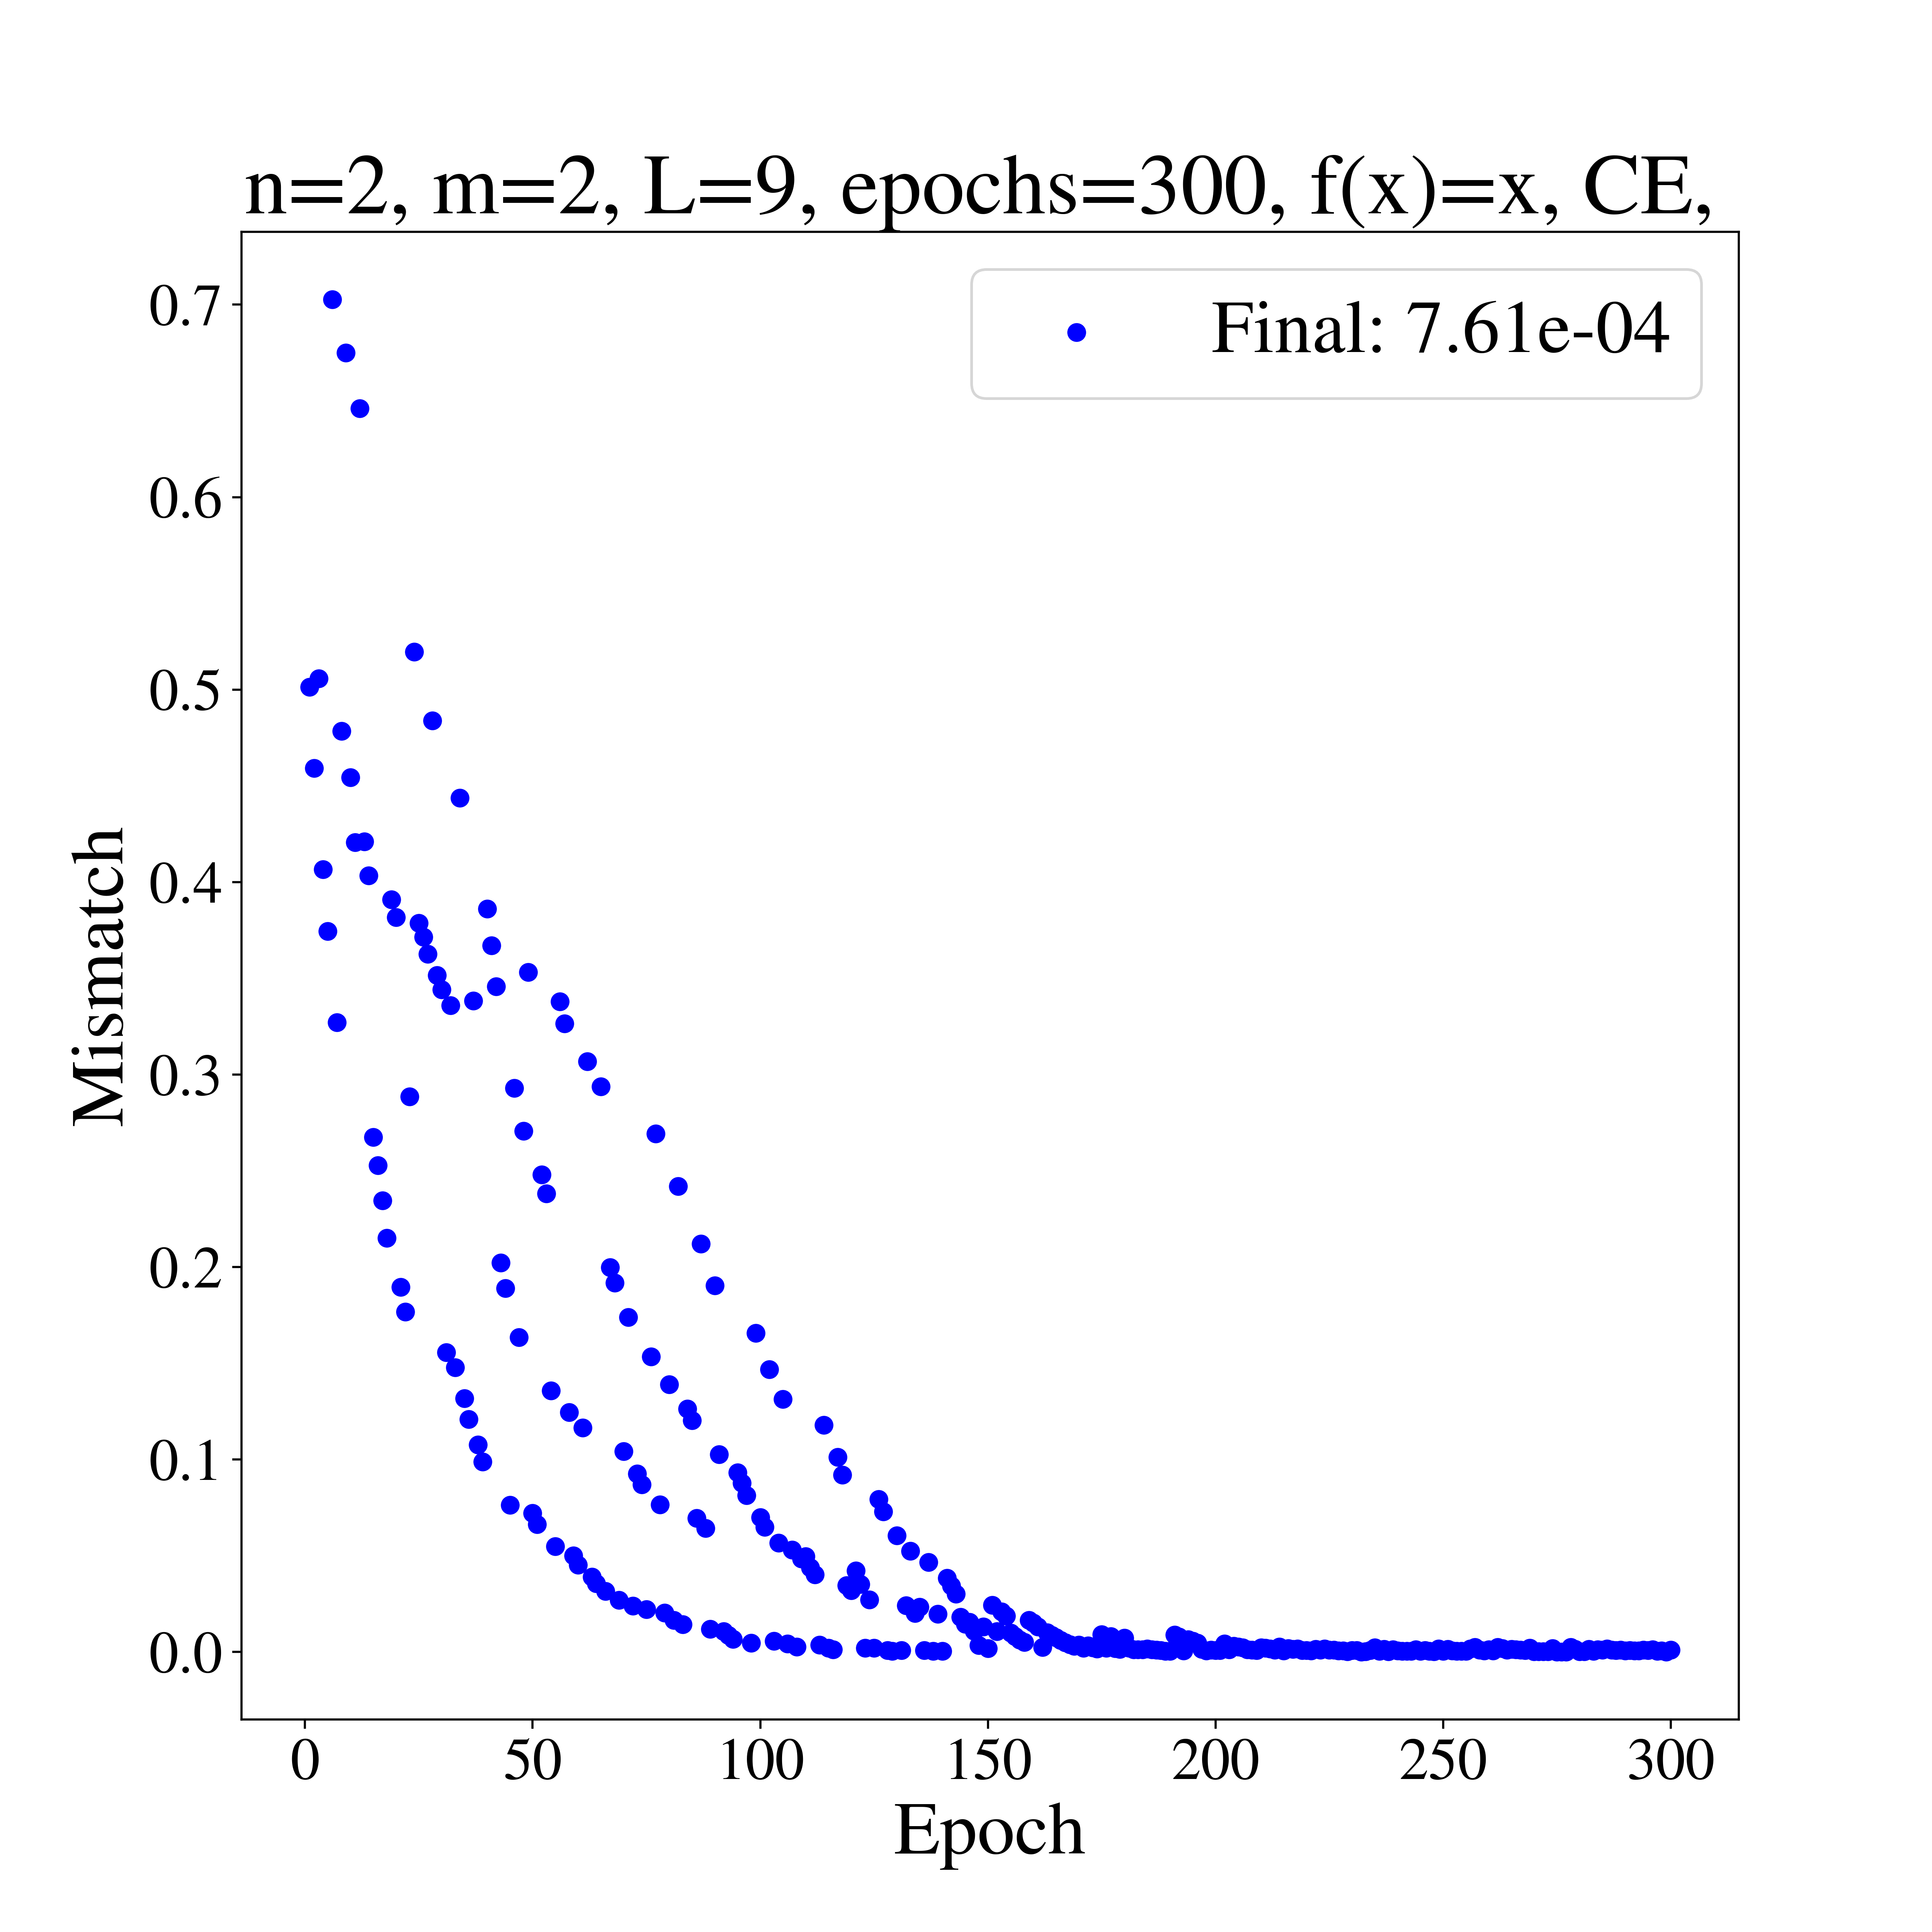 n=2, m=2, L=9, epochs=300, f(x)=x, CE,
Final: 7.61e-04
0.7
0.6
0.5
0.4
0.3
0.2
0.1
0.0
Mismatch
0 50 100 150 200 250 300
Epoch